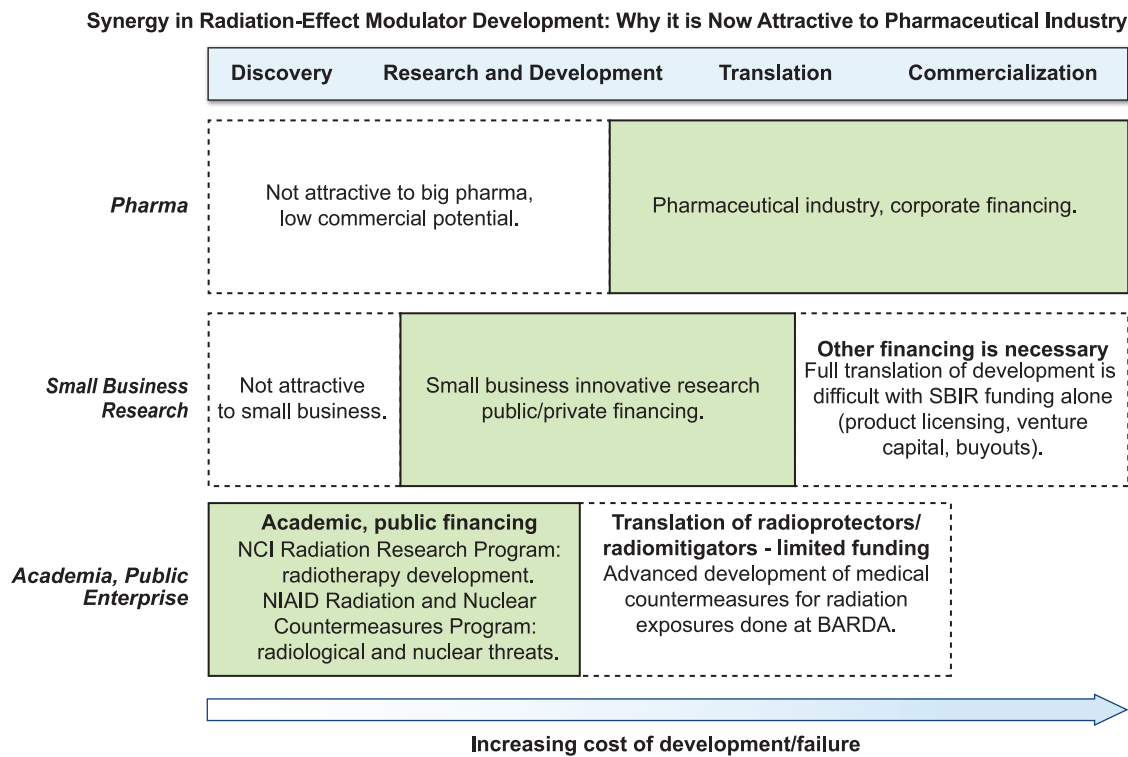 Synergy in Radiation-Effect Modulator Development: Why it is Now Attractive to Pharmaceutical Industry
Discovery
Research and Development
Translation
Commercialization
Pharma
Not attractive to big pharma,
low commercial potential.
Pharmaceutical industry, corporate financing.
Small Business
Research
Not attractive
to small business.
Small business innovative research
public/private financing.
Other financing is necessary
Full translation of development is
difficult with SBIR funding alone
(product licensing, venture
capital, buyouts).
Academia, Public
Enterprise
Academic, public financing
NCI Radiation Research Program:
radiotherapy development.
NIAID Radiation and Nuclear
Countermeasures Program:
radiological and nuclear threats.
Translation of radioprotectors/
radiomitigators - limited funding
Advanced development of medical
countermeasures for radiation
exposures done at BARDA.
Increasing cost of development/failure